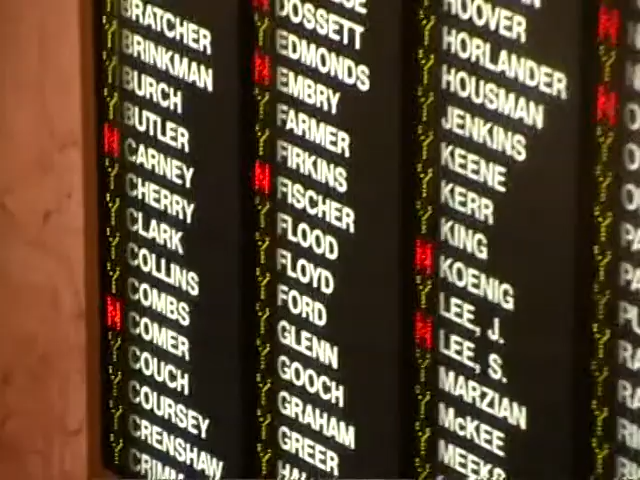 Y BRATCHER
Y BRINKMAN
Y BURCH
Y BUTLER
N CARNEY
Y CHERRY
Y CLARK
Y COLLINS
Y COMBS
N COMER
Y COUCH
Y COURSEY
Y CRENSHAW
Y CRIMM
N DOSSETT
Y EDMONDS
N EMBRY
Y FARMER
Y FIRKINS
N FISCHER
Y FLOOD
Y FLOYD
Y FORD
Y GLENN
Y GOOCH
Y GRAHAM
Y GREER
Y HOOVER
Y HORLANDER
Y HOUSMAN
Y JENKINS
Y KEENE
Y KERR
Y KING
N KOENIG
Y LEE, J.
N LEE, S.
Y MARZIAN
Y McKEE
Y MEEKS